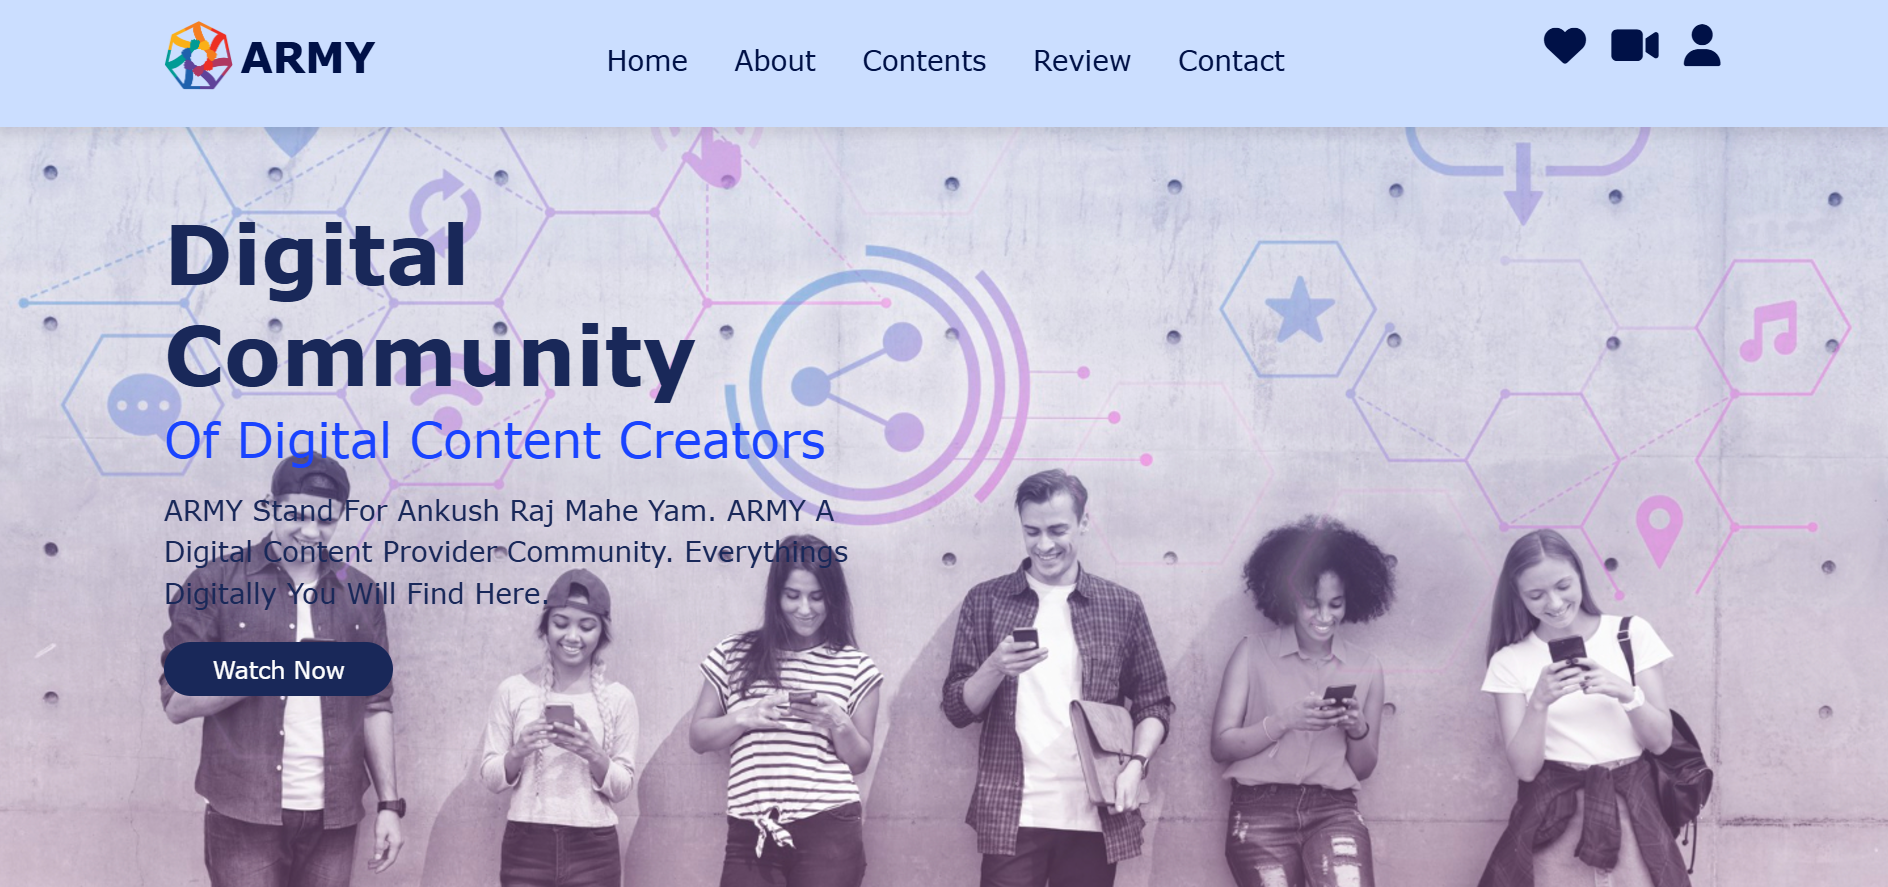 ARMY
Home About Contents Review Contact
Digital
Community
Of Digital Content Creators
ARMY Stand For Ankush Raj Mahe Yam. ARMY A
Digital Content Provider Community. Everythings
Digitally You Will Find Here.
Watch Now